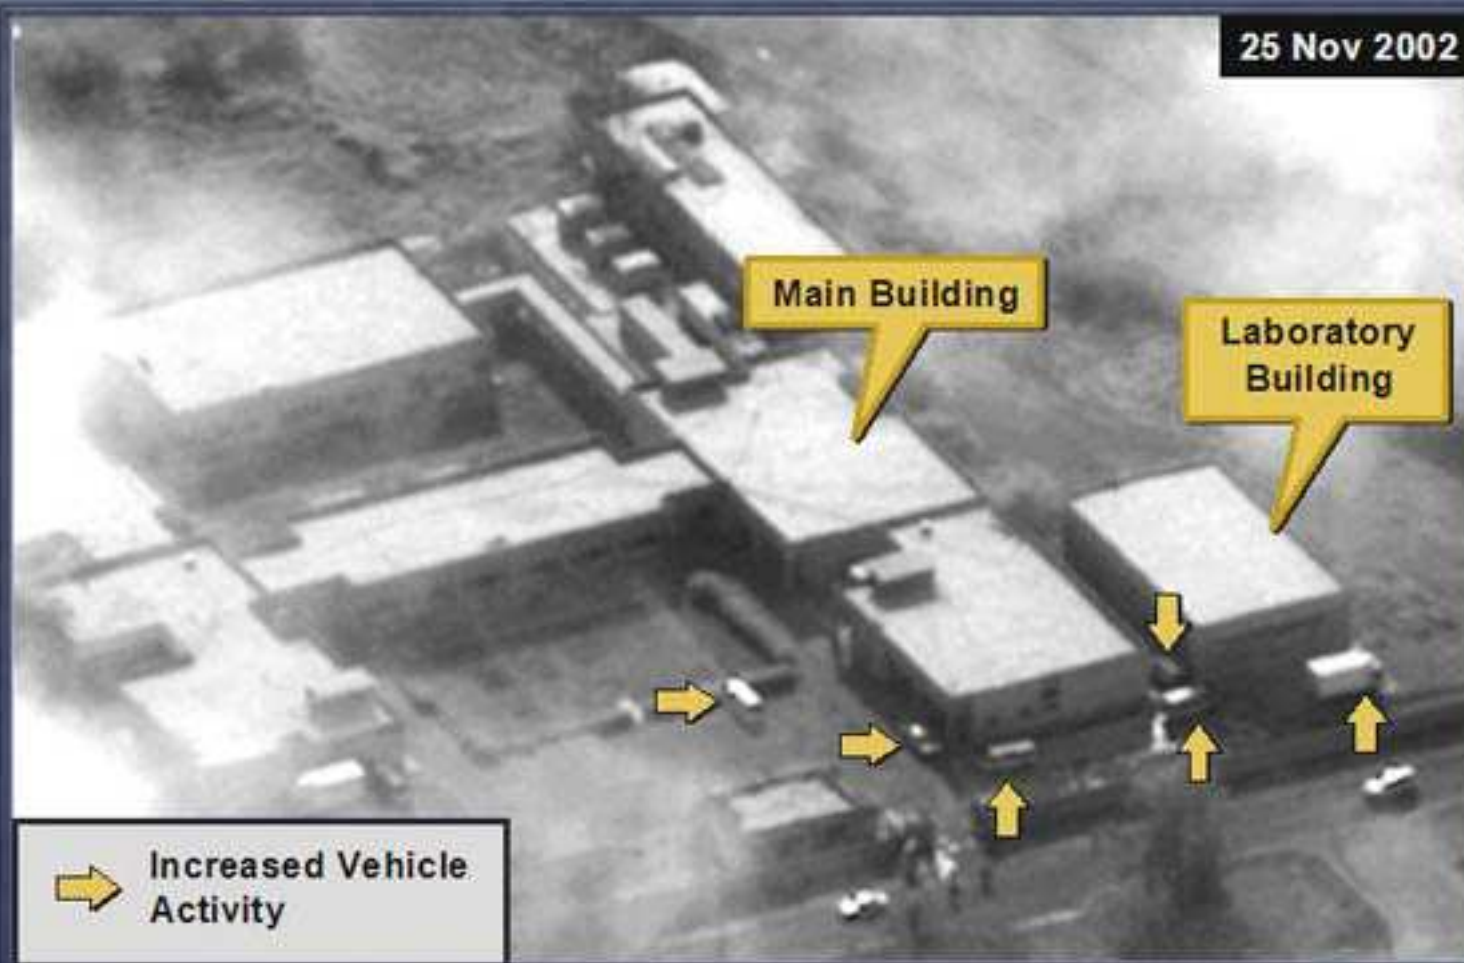 25 Nov 2002
Main Building
Laboratory
Building
Increased Vehicle
Activity